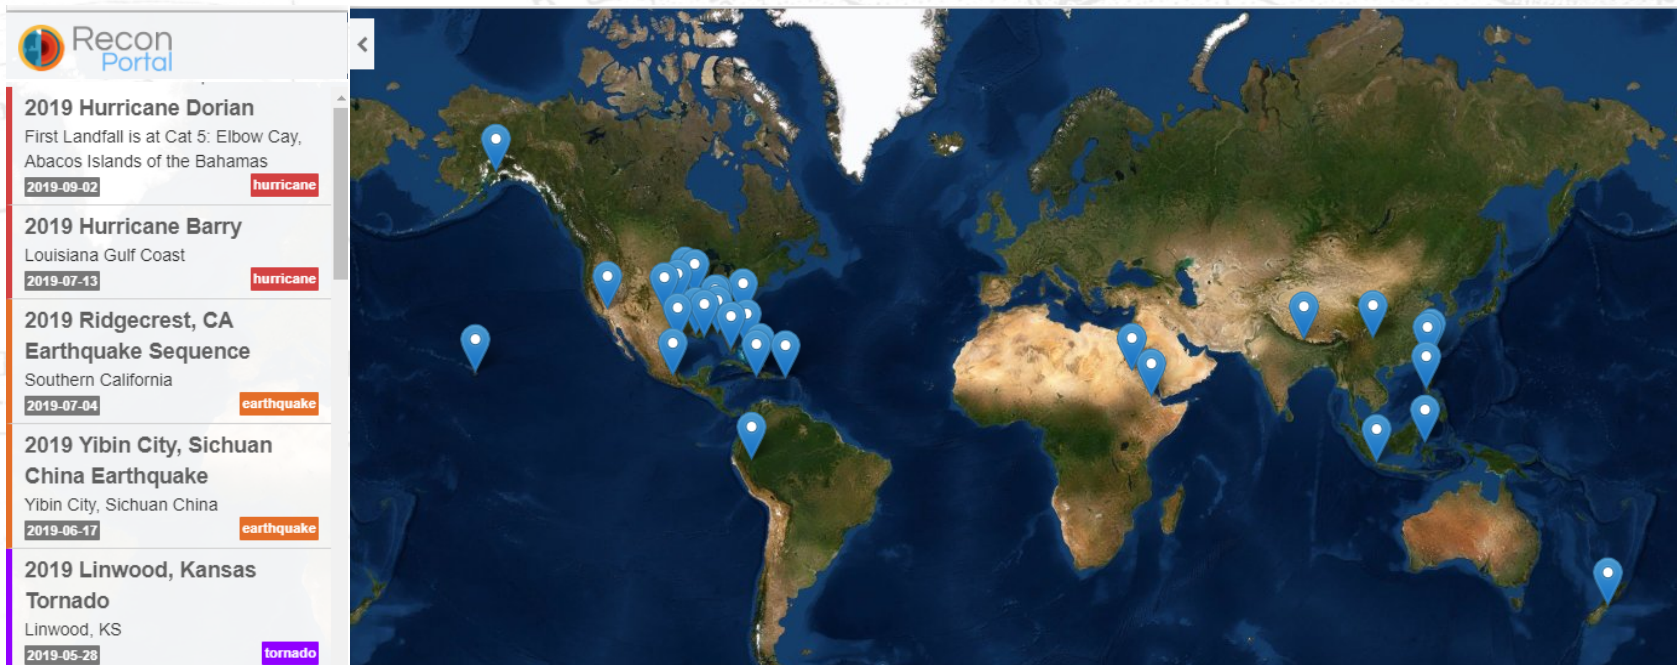 Recon
Portal
2019 Hurricane Dorian
First Landfall is at Cat 5: Elbow Cay,
Abacos Islands of the Bahamas
2019-09-02
hurricane
2019 Hurricane Barry
Louisiana Gulf Coast
2019-07-13
hurricane
2019 Ridgecrest, CA
Earthquake Sequence
Southern California
2019-07-04
earthquake
2019 Yibin City, Sichuan
China Earthquake
Yibin City, Sichuan China
2019-06-17
earthquake
2019 Linwood, Kansas
Tornado
Linwood, KS
2019-05-28
tornado